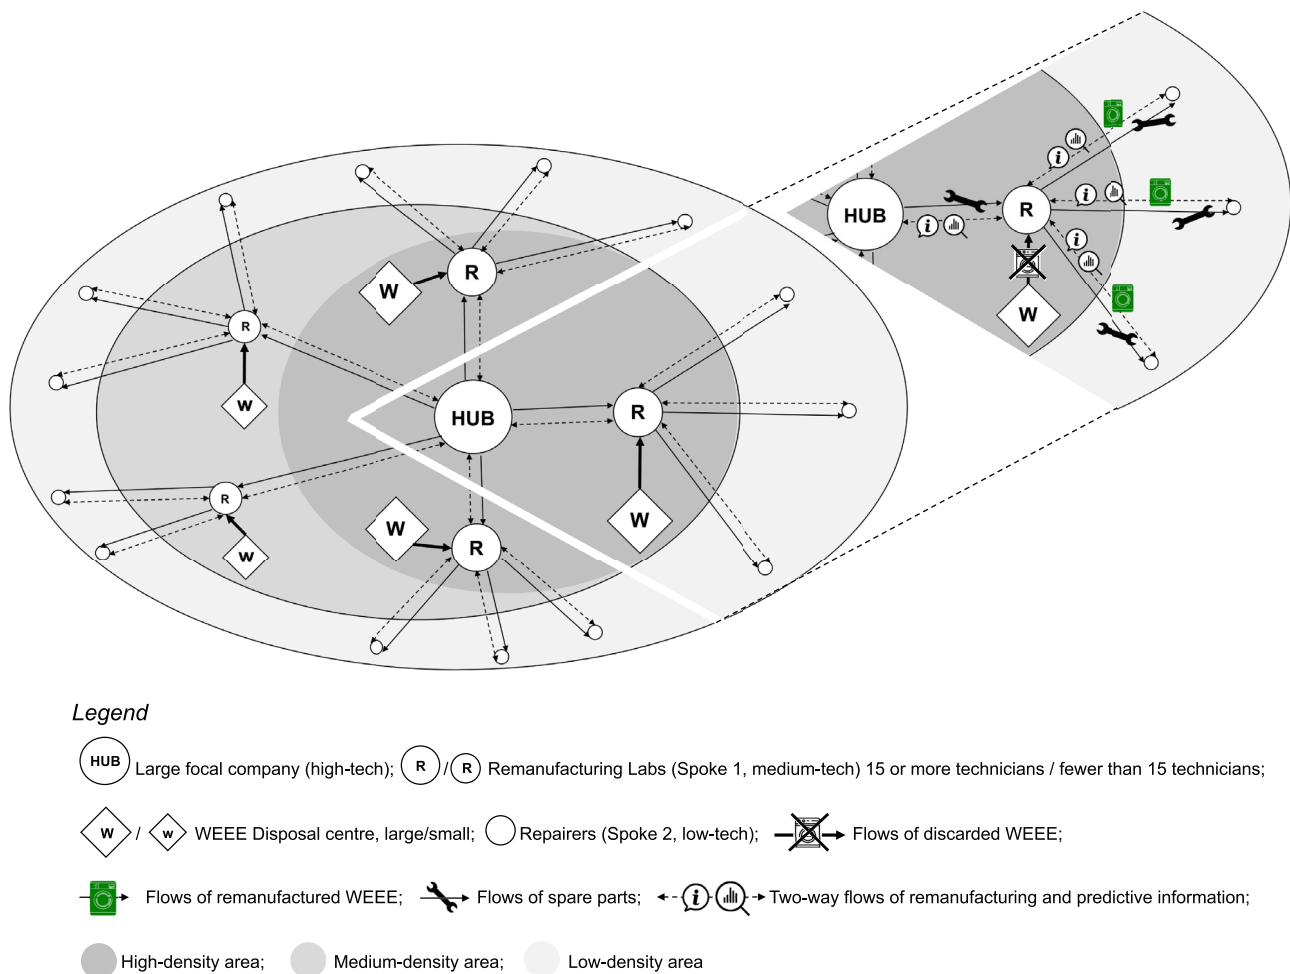 HUB
R
i
i
i
i
W
R
W
R
W
HUB
R
R
W
W
W
R
Legend
HUB Large focal company (high-tech); R / R Remanufacturing Labs (Spoke 1, medium-tech) 15 or more technicians / fewer than 15 technicians;
W / w WEEE Disposal centre, large/small; Repairers (Spoke 2, low-tech); Flows of discarded WEEE;
Flows of remanufactured WEEE; Flows of spare parts; i Two-way flows of remanufacturing and predictive information;
High-density area; Medium-density area; Low-density area